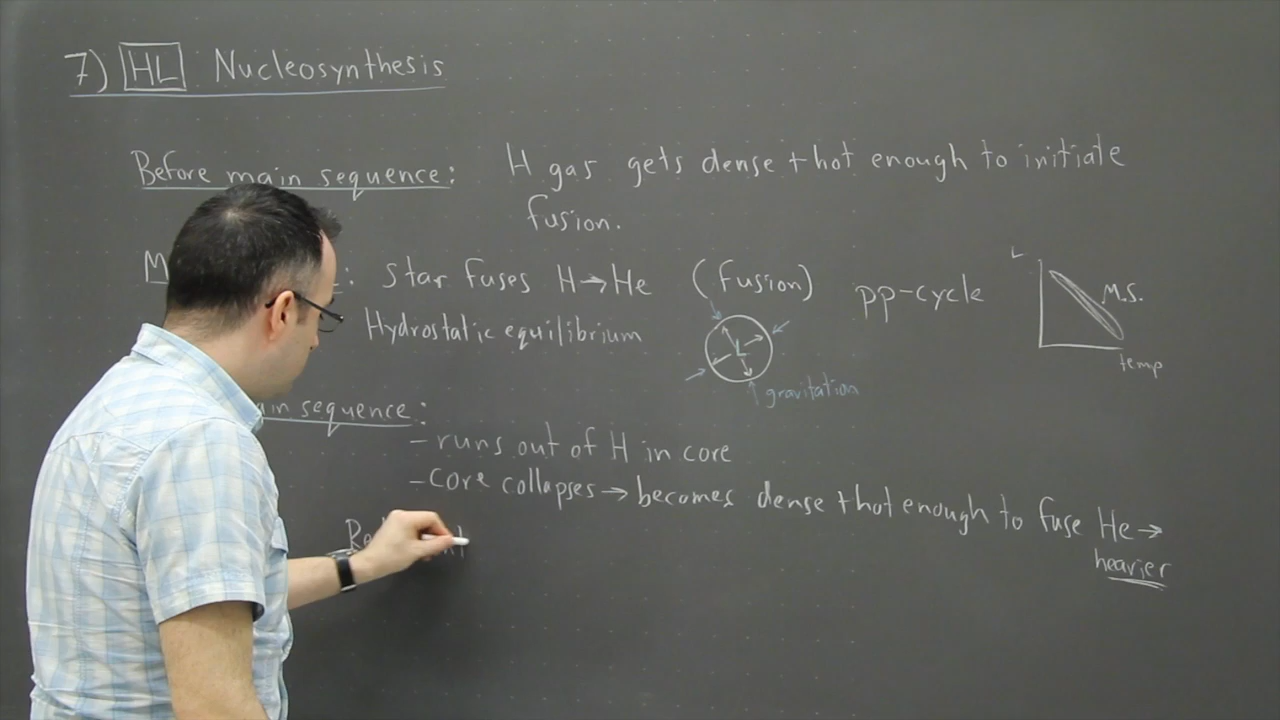 7) HL Nucleosynthesis
Before main sequence: H gas gets dense + hot enough to initiate
fusion.
M : Star fuses H→He (fusion) pp-cycle
Hydrostatic equilibrium
L
M.S.
temp
gravitation
sequence:
- runs out of H in core
- Core collapses → becomes dense + hot enough to fuse He →
heavier